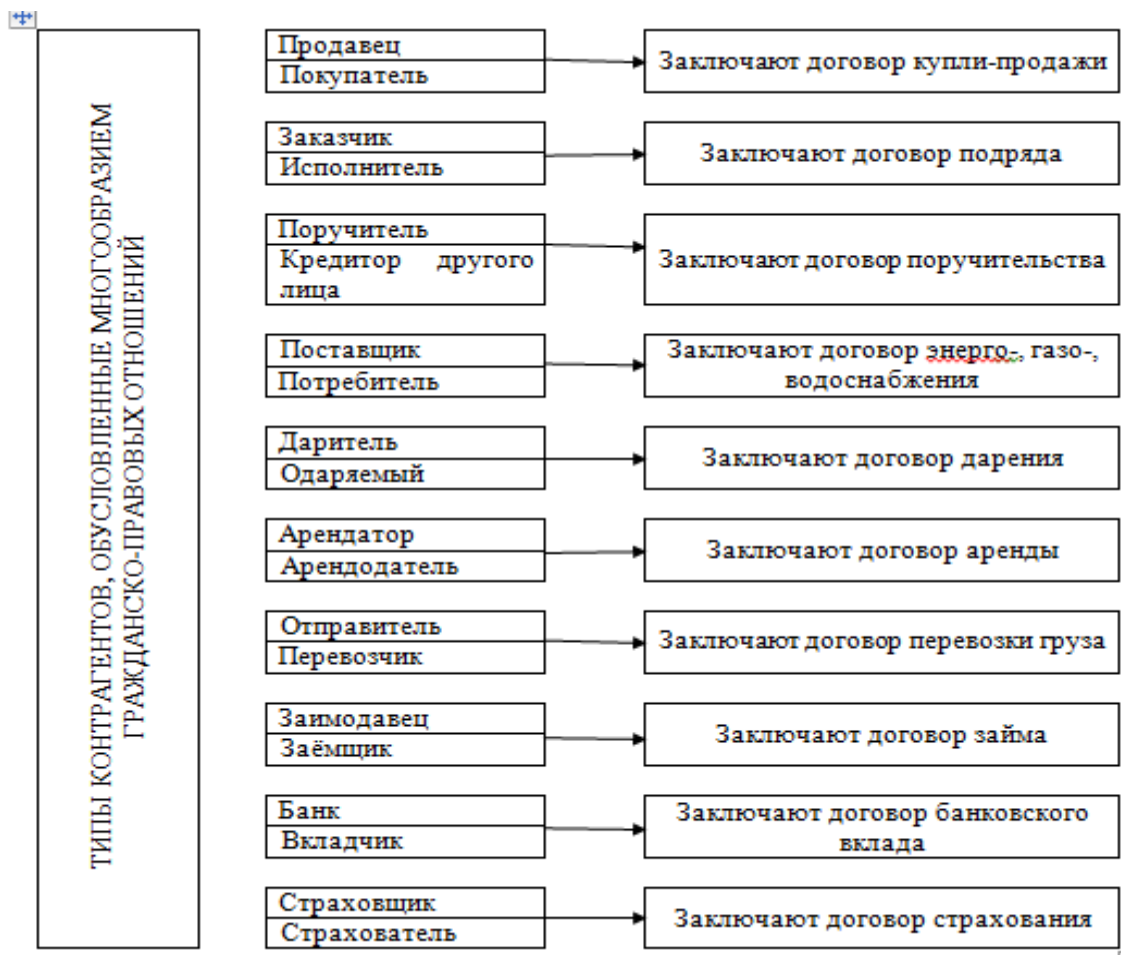 ТИПЫ КОНТРАГЕНТОВ, ОБУСЛОВЛЕННЫЕ МНОГООБРАЗИЕМ
ГРАЖДАНСКО-ПРАВОВЫХ ОТНОШЕНИЙ
Продавец
Покупатель
Заключают договор купли-продажи
Заказчик
Исполнитель
Заключают договор подряда
Поручитель
Кредитор другого
лица
Заключают договор поручительства
Поставщик
Потребитель
Заключают договор энерго-, газо-,
водоснабжения
Даритель
Одаряемый
Заключают договор дарения
Арендатор
Арендодатель
Заключают договор аренды
Отправитель
Перевозчик
Заключают договор перевозки груза
Заимодавец
Заёмщик
Заключают договор займа
Банк
Вкладчик
Заключают договор банковского
вклада
Страховщик
Страхователь
Заключают договор страхования